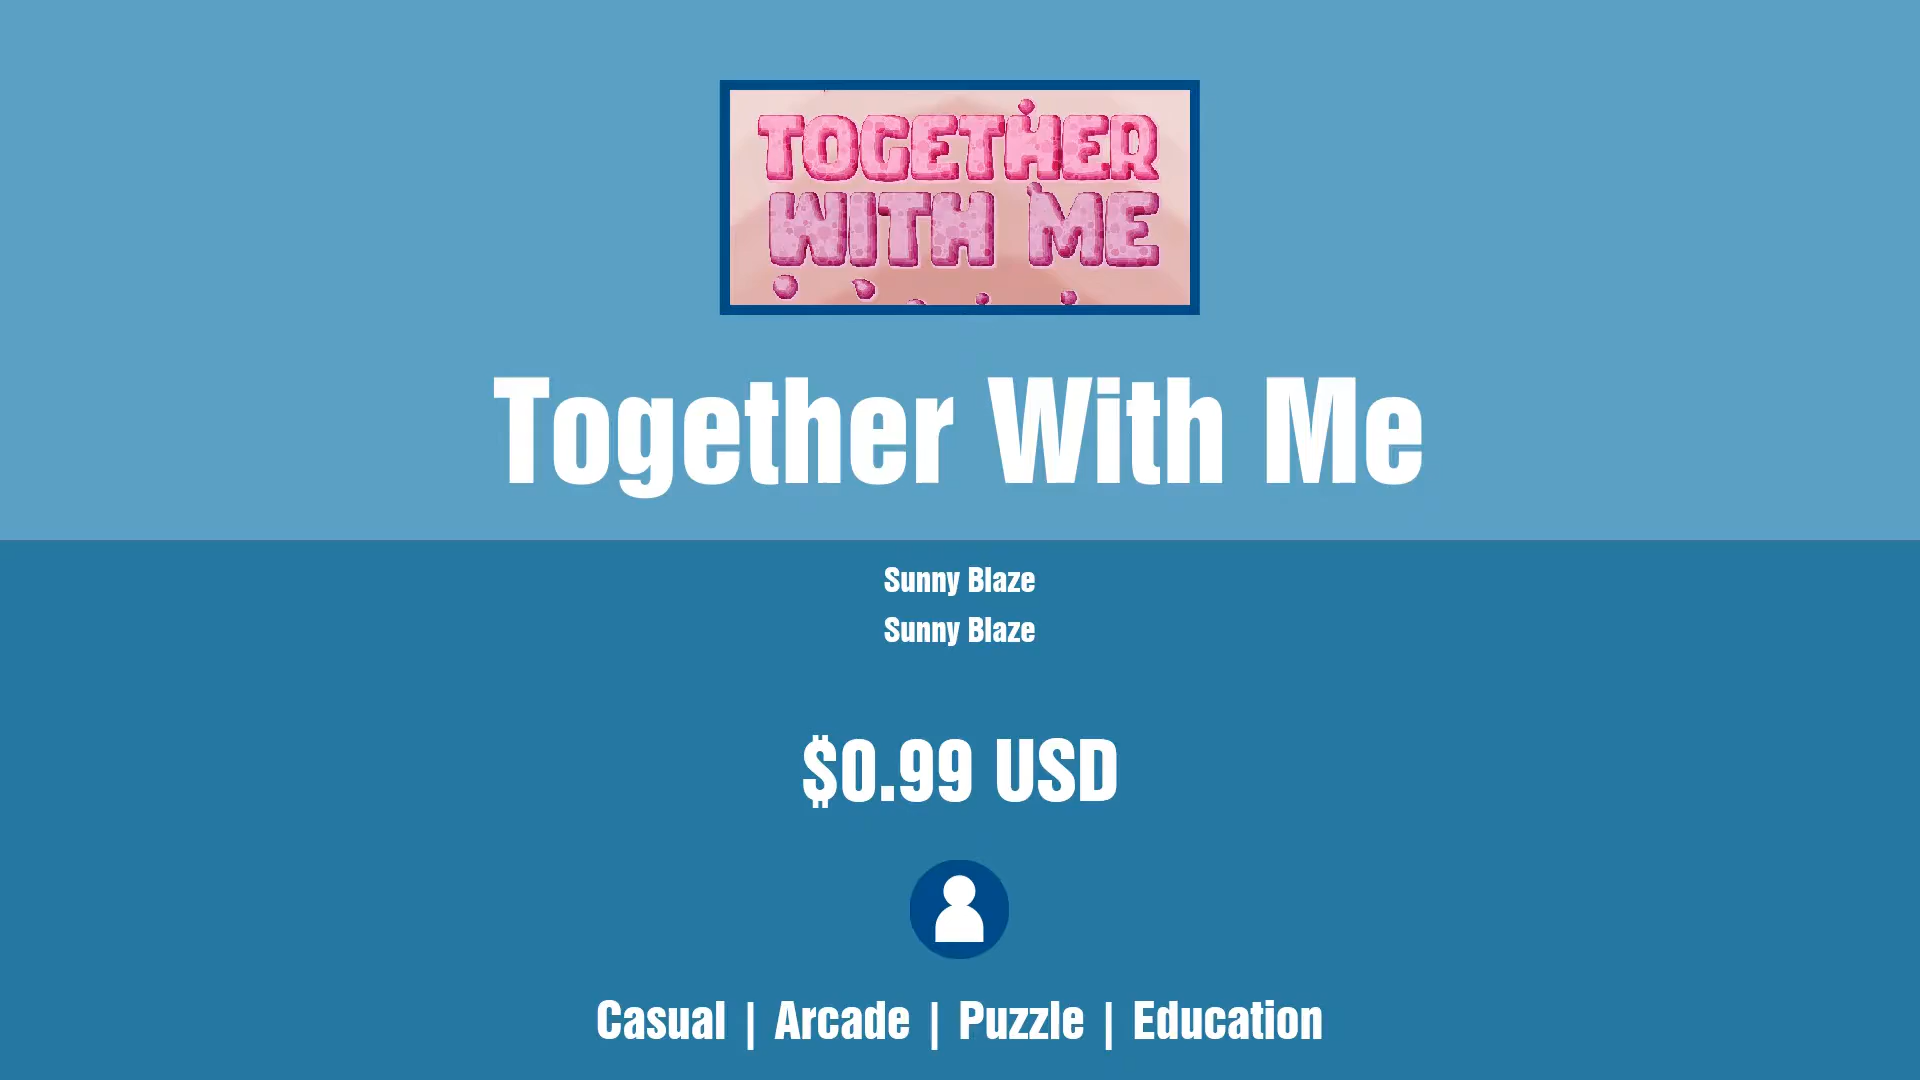 TOGETHER
WITH ME
Together With Me
Sunny Blaze
Sunny Blaze
$0.99 USD
Casual | Arcade | Puzzle | Education